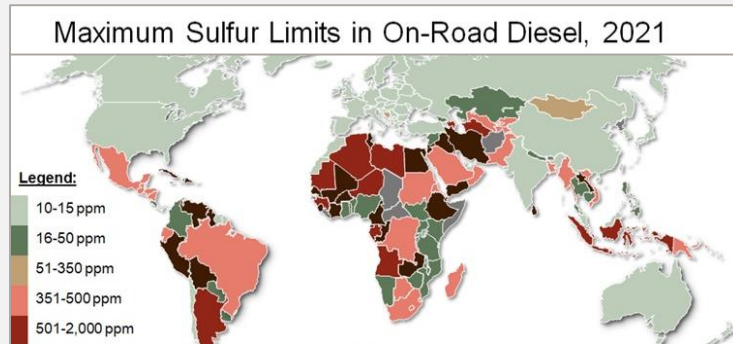 Maximum Sulfur Limits in On-Road Diesel, 2021
Legend:
10-15 ppm
16-50 ppm
51-350 ppm
351-500 ppm
501-2,000 ppm